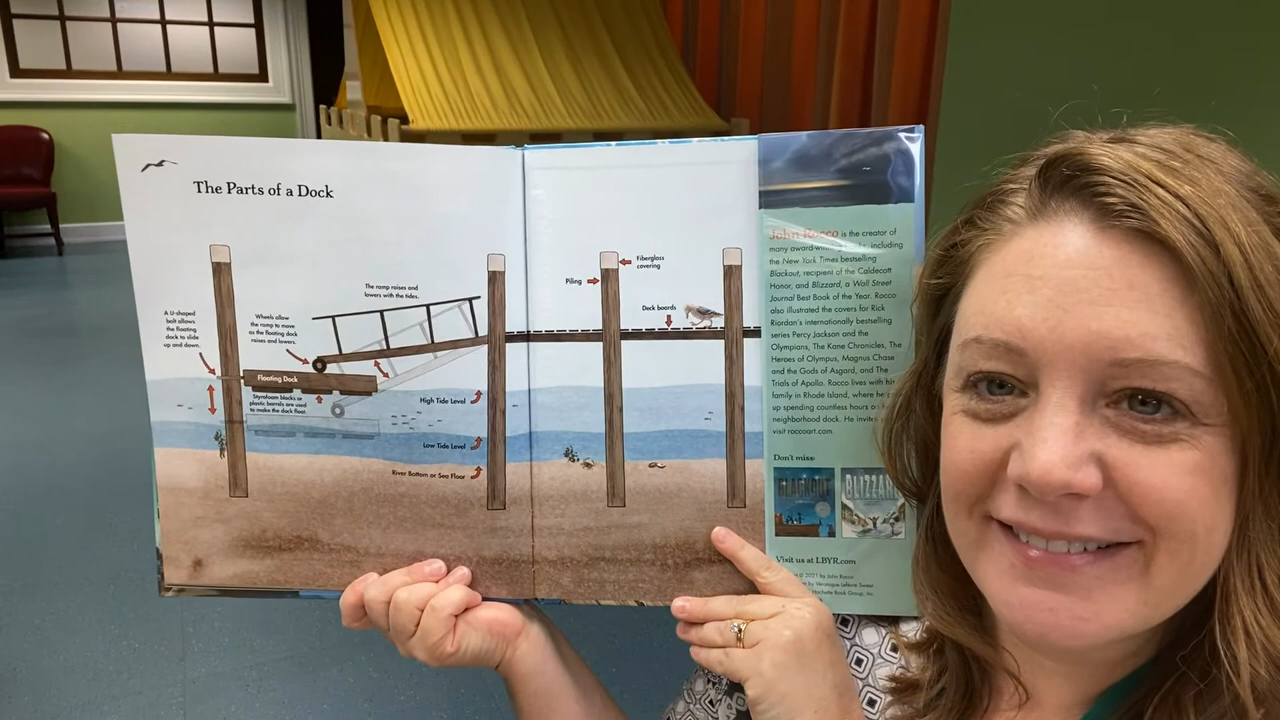 The Parts of a Dock
A U-shaped
bolt allows
the floating
dock to slide
up and down.
Wheels allow
the ramp to move
as the floating dock
raises and lowers.
The ramp raises and
lowers with the tides.
Floating Dock
Styrofoam blocks or
plastic barrels are used
to make the dock float.
High Tide Level
Low Tide Level
River Bottom or Sea Floor
Fiberglass
covering
Piling
Dock boards
John Rocco is the creator of
many award-winning including
the New York Times bestselling
Blackout, recipient of the Caldecott
Honor, and Blizzard, a Wall Street
Journal Best Book of the Year. Rocco
also illustrated the covers for Rick
Riordan's internationally bestselling
series Percy Jackson and the
Olympians, The Kane Chronicles, The
Heroes of Olympus, Magnus Chase
and the Gods of Asgard, and The
Trials of Apollo. Rocco lives with his
family in Rhode Island, where he
up spending countless hours on
neighborhood dock. He invites
visit roccoart.com.
Don't miss:
BLACKOUT
BLIZZARD
Visit us at LBYR.com
© 2021 by John Rocco
by Véronique Lefèvre Sweet
Hachette Book Group, Inc.